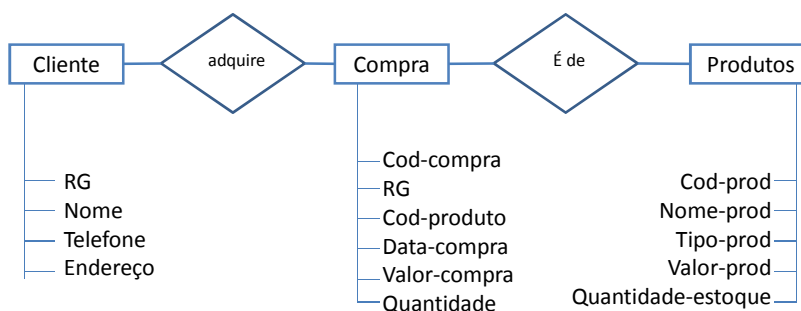 Cliente
adquire
Compra
É de
Produtos
RG
Nome
Telefone
Endereço
Cod-compra
RG
Cod-produto
Data-compra
Valor-compra
Quantidade
Cod-prod
Nome-prod
Tipo-prod
Valor-prod
Quantidade-estoque